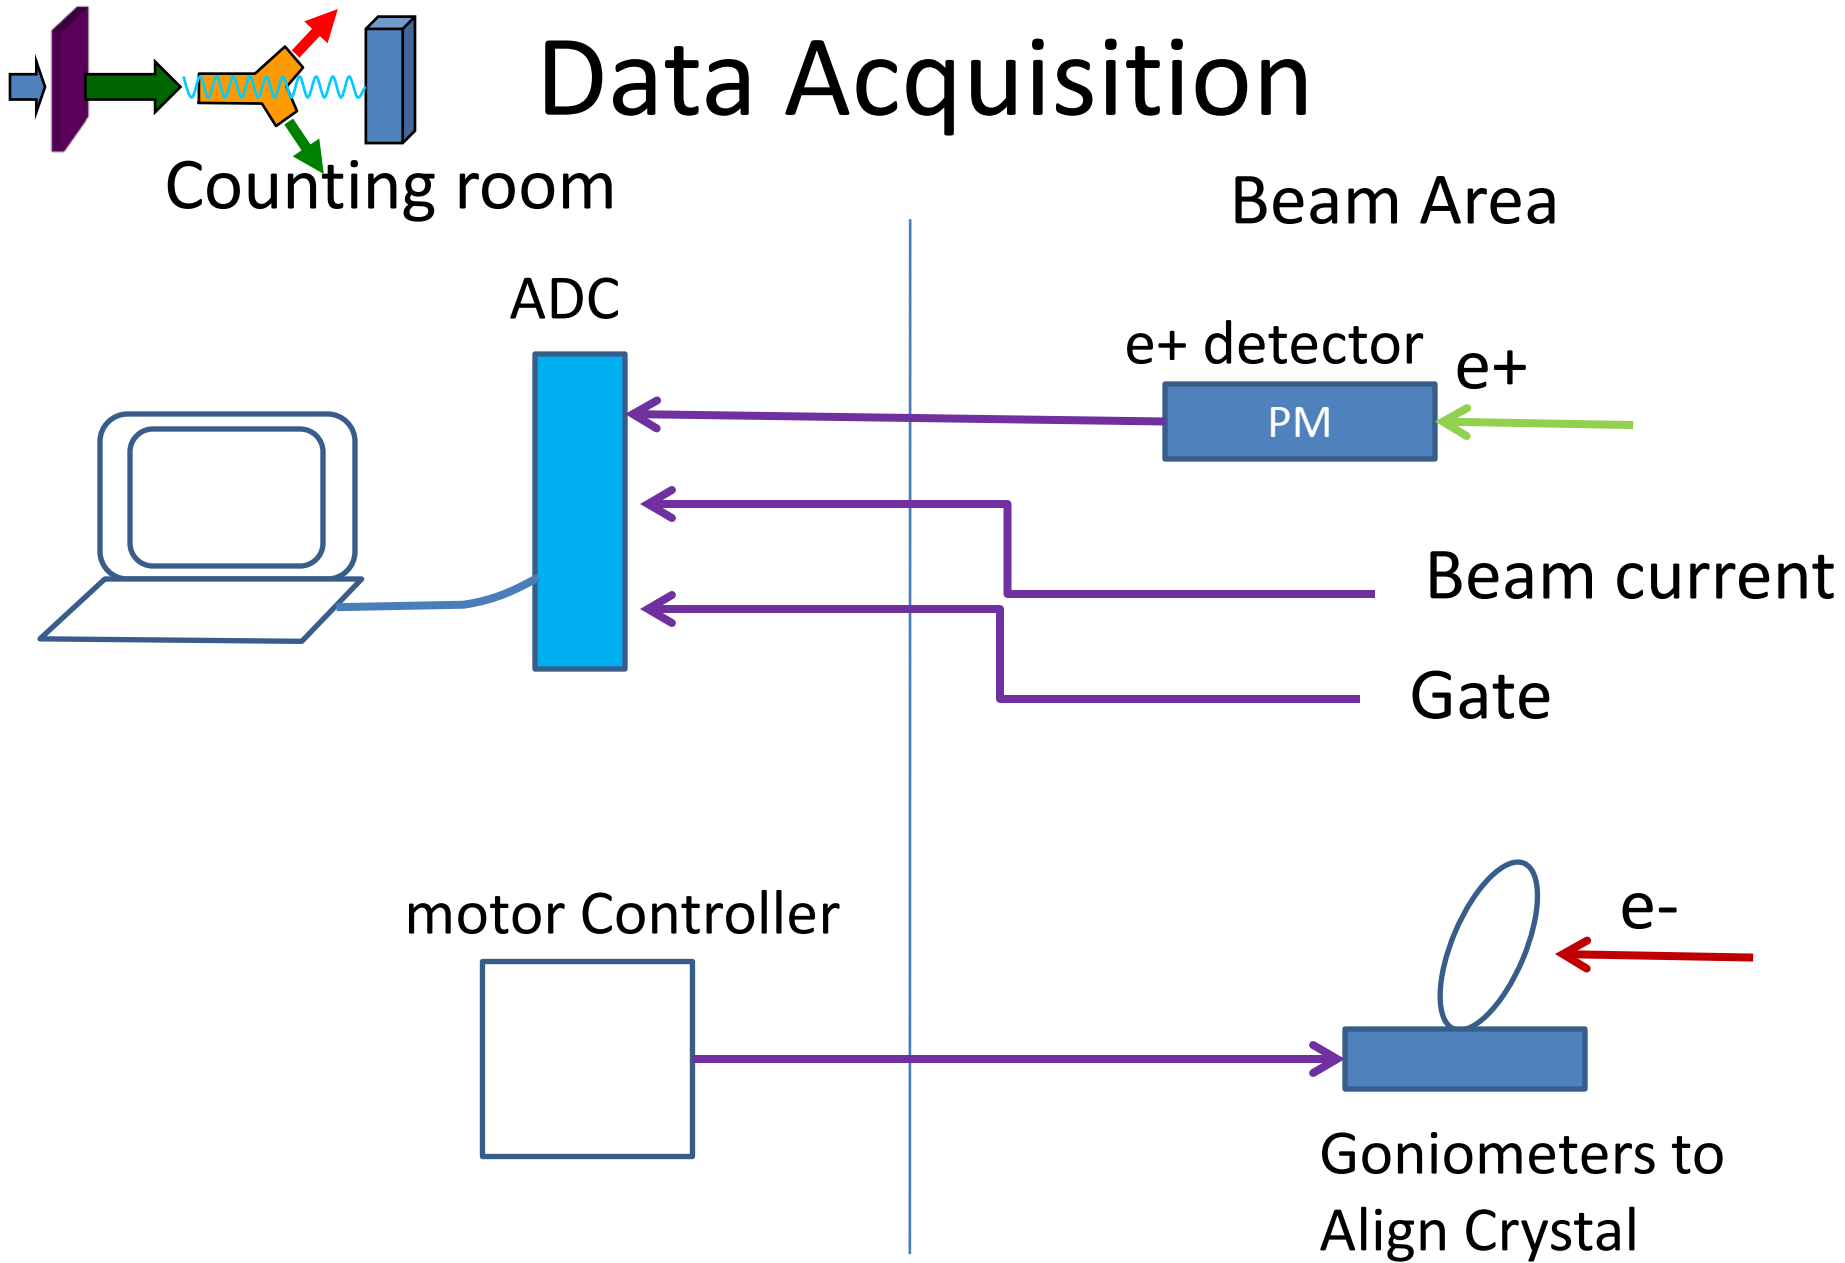 Data Acquisition
Counting room
Beam Area
ADC
e+ detector
e+
PM
Beam current
Gate
motor Controller
e-
Goniometers to
Align Crystal